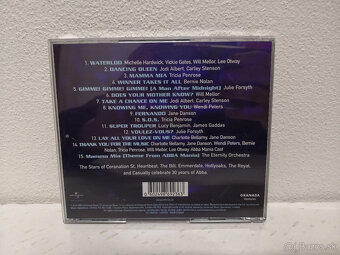 1. WATERLOO Michelle Hardwick, Vickie Gates, Will Mellor, Lee Otway
2. DANCING QUEEN Jodi Albert, Carley Stenson
3. MAMMA MIA Tricia Penrose
4. WINNER TAKES IT ALL Bernie Nolan
5. GIMME! GIMME! GIMME! (A Man After Midnight) Julie Forsyth
6. DOES YOUR MOTHER KNOW? Will Mellor
7. TAKE A CHANCE ON ME Jodi Albert, Carley Stenson
8. KNOWING ME, KNOWING YOU Wendi Peters
9. FERNANDO Jane Danson
10. S.O.S. Tricia Penrose
11. SUPER TROUPER Lucy Benjamin, James Gaddas
12. VOULEZ-VOUS? Julie Forsyth
13. LAY ALL YOUR LOVE ON ME Charlotte Bellamy, Jane Danson
14. THANK YOU FOR THE MUSIC Charlotte Bellamy, Jane Danson, Wendi Peters, Bernie
Nolan, Tricia Penrose, Will Mellor, Lee Otway, Abba Mania Cast
15. Mamma Mia (Theme From ABBA Mania) The Eternity Orchestra
The Stars of Coronation St, Heartbeat, The Bill, Emmerdale, Hollyoaks, The Royal,
and Casualty celebrate 30 years of Abba.
GRANADA
Ventures
bazos.sk